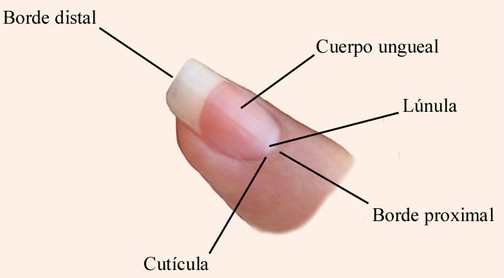 Borde distal
Cuerpo ungueal
Lúnula
Borde proximal
Cutícula